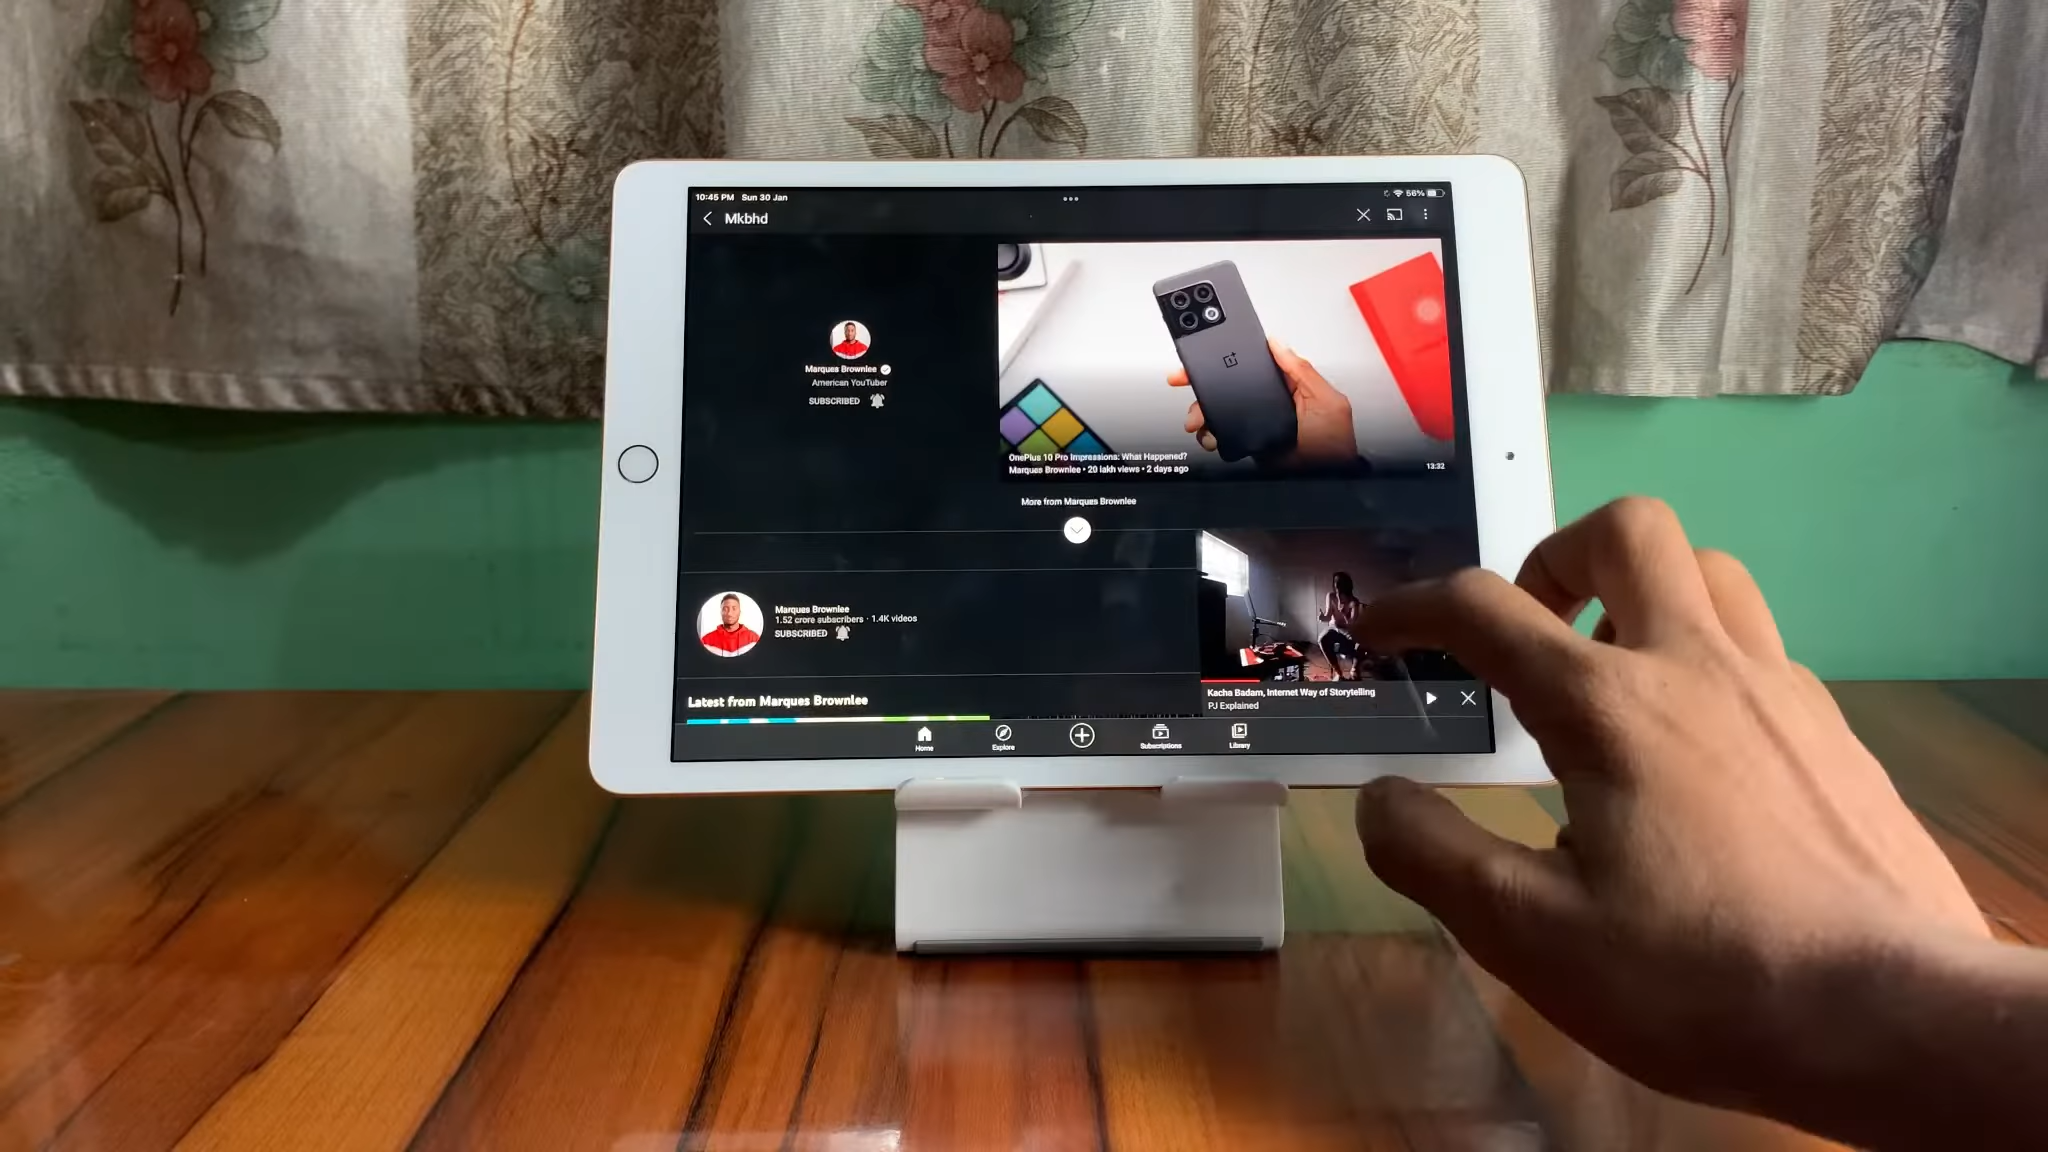 10:45 PM Sun 30 Jan
56%
Mkbhd
Marques Brownlee
American YouTuber
SUBSCRIBED
OnePlus 10 Pro Impressions: What Happened?
Marques Brownlee • 20 lakh views • 2 days ago
13:32
More from Marques Brownlee
Marques Brownlee
1.52 crore subscribers · 1.4K videos
SUBSCRIBED
Kacha Badam, Internet Way of Storytelling
PJ Explained
Latest from Marques Brownlee
Home
Explore
Subscriptions
Library